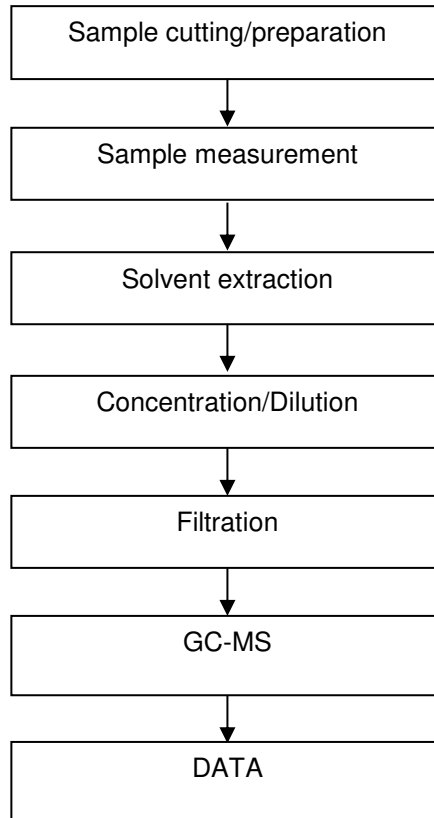 Sample cutting/preparation
Sample measurement
Solvent extraction
Concentration/Dilution
Filtration
GC-MS
DATA